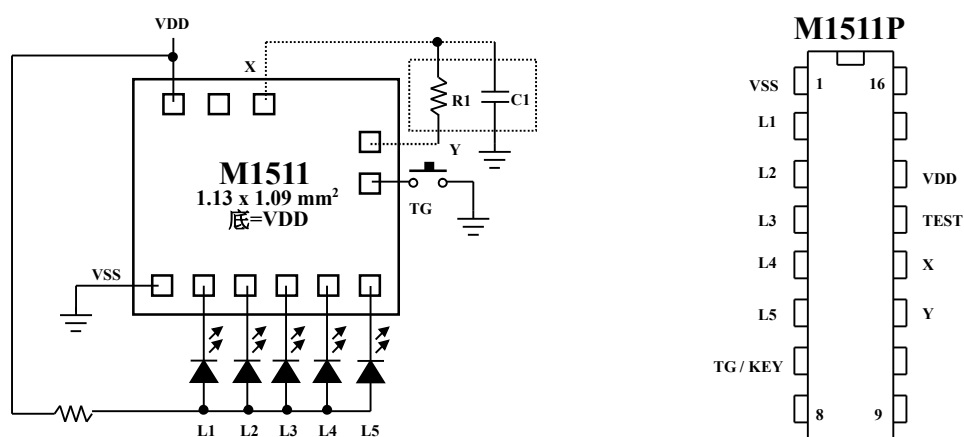 VDD
X
R1
C1
Y
M1511
1.13 x 1.09 mm²
底=VDD
TG
VSS
L1
L2
L3
L4
L5
M1511P
1
16
VSS
L1
L2
VDD
L3
TEST
L4
X
L5
Y
TG / KEY
8
9